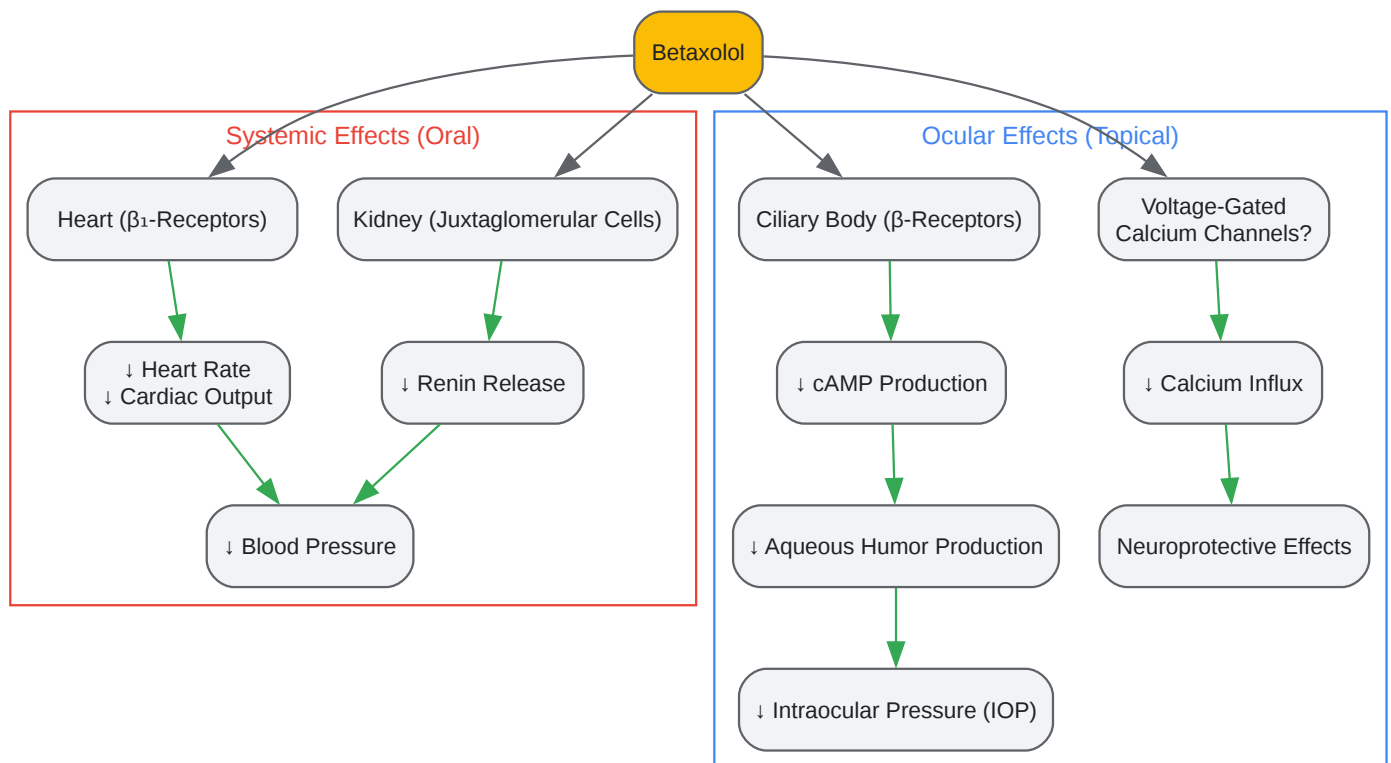 Betaxolol
Systemic Effects (Oral)
Ocular Effects (Topical)
Heart (β₁-Receptors)
Kidney (Juxtaglomerular Cells)
Ciliary Body (β-Receptors)
Voltage-Gated
Calcium Channels?
↓ Heart Rate
↓ Cardiac Output
↓ Renin Release
↓ cAMP Production
↓ Calcium Influx
↓ Blood Pressure
↓ Aqueous Humor Production
Neuroprotective Effects
↓ Intraocular Pressure (IOP)